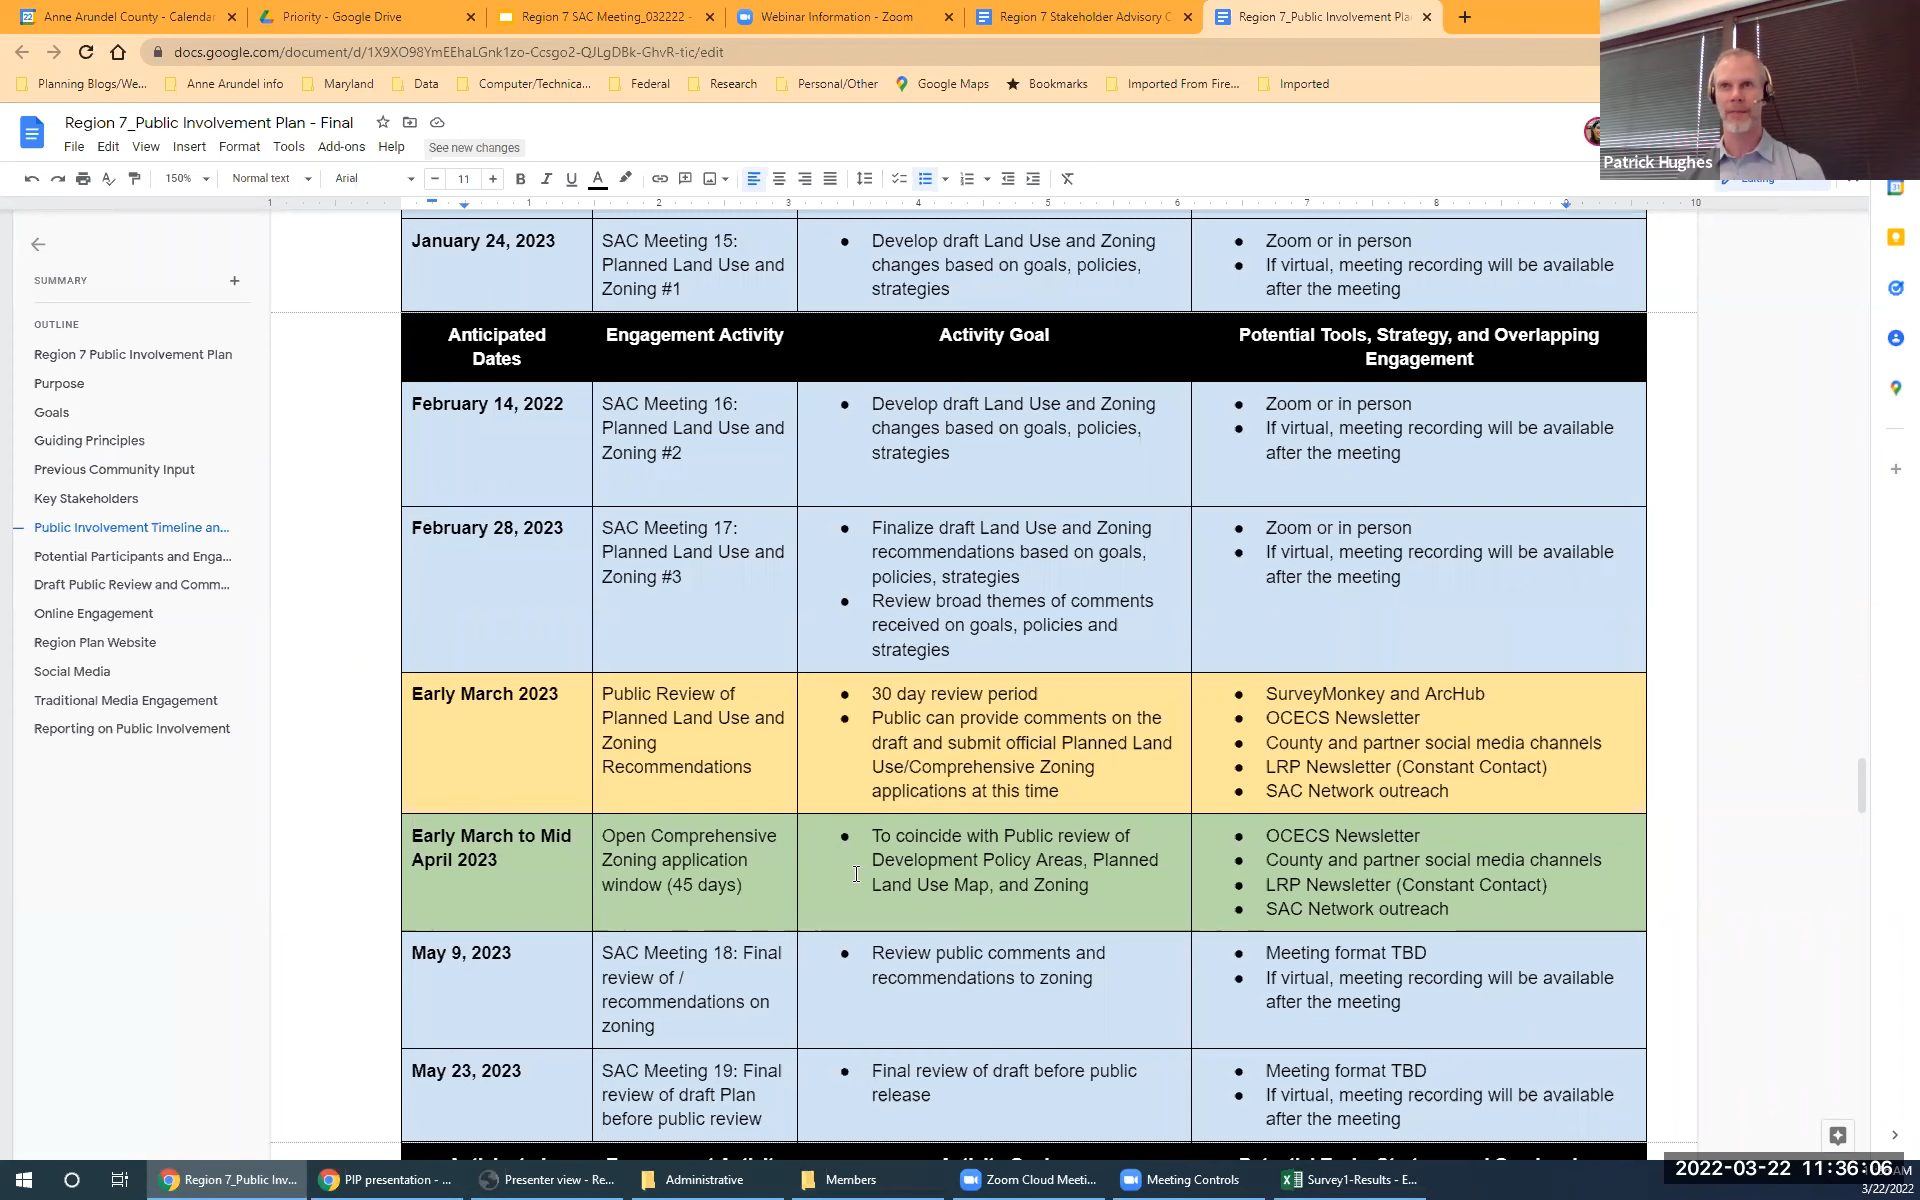 Anne Arundel County - Calenda
Priority - Google Drive
Region 7 SAC Meeting_032222 -
Webinar Information - Zoom
Region 7 Stakeholder Advisory C
Region 7_Public Involvement Pla
docs.google.com/document/d/1X9XO98YmEEhaLGnk1zo-Ccsgo2-QJLgDBk-GhvR-tic/edit
Planning Blogs/We...
Anne Arundel info
Maryland
Data
Computer/Technica...
Federal
Research
Personal/Other
Google Maps
Bookmarks
Imported From Fire...
Imported
Region 7_Public Involvement Plan - Final
File Edit View Insert Format Tools Add-ons Help See new changes
Patrick Hughes
150% Normal text Arial 11
Editing
1 1 2 3 4 5 6 7 8 9 10
SUMMARY
OUTLINE
Region 7 Public Involvement Plan
Purpose
Goals
Guiding Principles
Previous Community Input
Key Stakeholders
Public Involvement Timeline an...
Potential Participants and Enga...
Draft Public Review and Comm...
Online Engagement
Region Plan Website
Social Media
Traditional Media Engagement
Reporting on Public Involvement
January 24, 2023
SAC Meeting 15:
Planned Land Use and
Zoning #1
● Develop draft Land Use and Zoning
changes based on goals, policies,
strategies
● Zoom or in person
● If virtual, meeting recording will be available
after the meeting
Anticipated
Dates
Engagement Activity
Activity Goal
Potential Tools, Strategy, and Overlapping
Engagement
February 14, 2022
SAC Meeting 16:
Planned Land Use and
Zoning #2
● Develop draft Land Use and Zoning
changes based on goals, policies,
strategies
● Zoom or in person
● If virtual, meeting recording will be available
after the meeting
February 28, 2023
SAC Meeting 17:
Planned Land Use and
Zoning #3
● Finalize draft Land Use and Zoning
recommendations based on goals,
policies, strategies
● Review broad themes of comments
received on goals, policies and
strategies
● Zoom or in person
● If virtual, meeting recording will be available
after the meeting
Early March 2023
Public Review of
Planned Land Use and
Zoning
Recommendations
● 30 day review period
● Public can provide comments on the
draft and submit official Planned Land
Use/Comprehensive Zoning
applications at this time
● SurveyMonkey and ArcHub
● OCECS Newsletter
● County and partner social media channels
● LRP Newsletter (Constant Contact)
● SAC Network outreach
Early March to Mid
April 2023
Open Comprehensive
Zoning application
window (45 days)
● To coincide with Public review of
Development Policy Areas, Planned
Land Use Map, and Zoning
● OCECS Newsletter
● County and partner social media channels
● LRP Newsletter (Constant Contact)
● SAC Network outreach
May 9, 2023
SAC Meeting 18: Final
review of /
recommendations on
zoning
● Review public comments and
recommendations to zoning
● Meeting format TBD
● If virtual, meeting recording will be available
after the meeting
May 23, 2023
SAC Meeting 19: Final
review of draft Plan
before public review
● Final review of draft before public
release
● Meeting format TBD
● If virtual, meeting recording will be available
after the meeting
Region 7_Public Inv...
PIP presentation - ...
Presenter view - Re...
Administrative
Members
Zoom Cloud Meeti...
Meeting Controls
Survey1-Results - E...
2022-03-22 11:36:06
3/22/2022